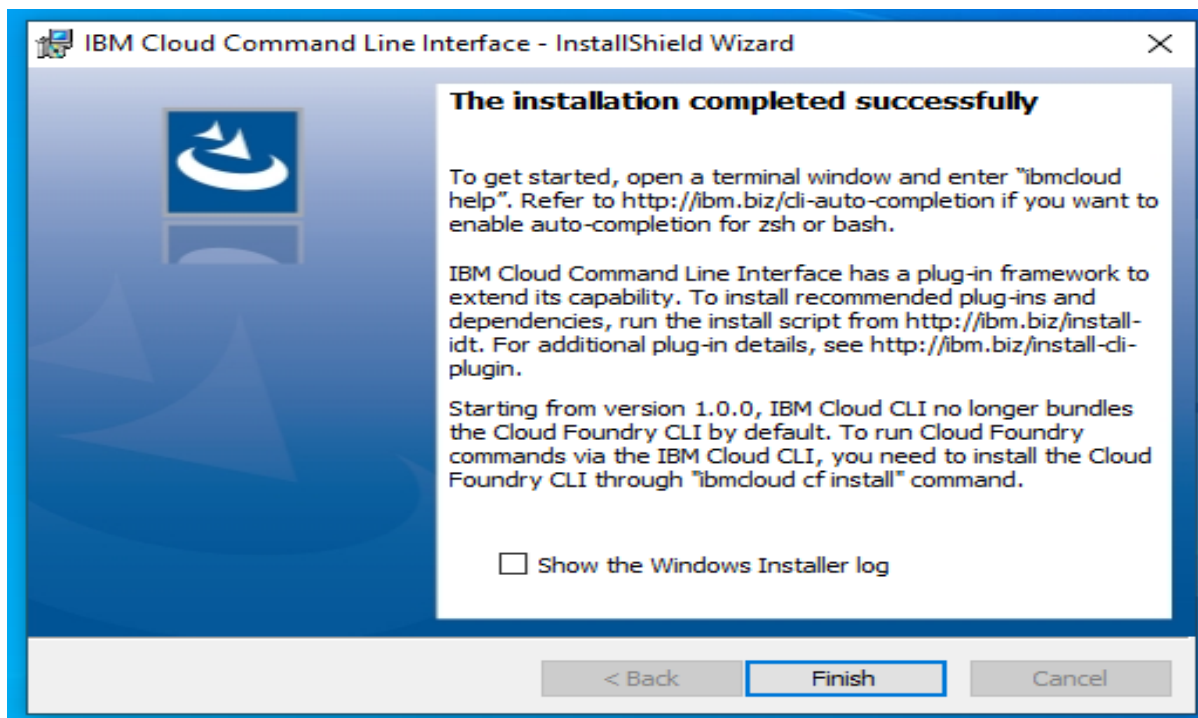 IBM Cloud Command Line Interface - InstallShield Wizard
The installation completed successfully
To get started, open a terminal window and enter "ibmcloud
help". Refer to http://ibm.biz/cli-auto-completion if you want to
enable auto-completion for zsh or bash.
IBM Cloud Command Line Interface has a plug-in framework to
extend its capability. To install recommended plug-ins and
dependencies, run the install script from http://ibm.biz/install-
idt. For additional plug-in details, see http://ibm.biz/install-cli-
plugin.
Starting from version 1.0.0, IBM Cloud CLI no longer bundles
the Cloud Foundry CLI by default. To run Cloud Foundry
commands via the IBM Cloud CLI, you need to install the Cloud
Foundry CLI through "ibmcloud cf install" command.
Show the Windows Installer log
< Back Finish Cancel